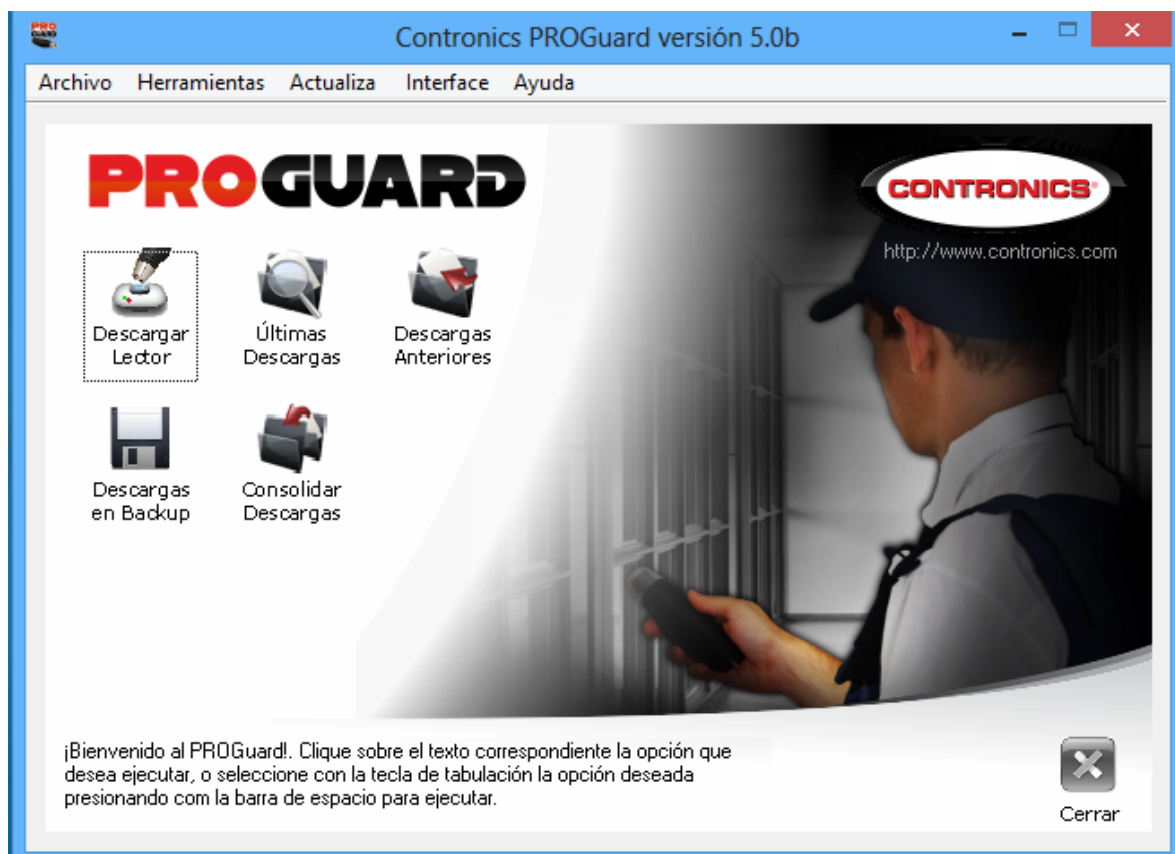 PRO
GUARD
Contronics PROGuard versión 5.0b
Archivo Herramientas Actualiza Interface Ayuda
PROGUARD
CONTRONICS
http://www.contronics.com
Descargar
Lector
Últimas
Descargas
Descargas
Anteriores
Descargas
en Backup
Consolidar
Descargas
¡Bienvenido al PROGuard!. Clique sobre el texto correspondiente la opción que
desea ejecutar, o seleccione con la tecla de tabulación la opción deseada
presionando com la barra de espacio para ejecutar.
Cerrar